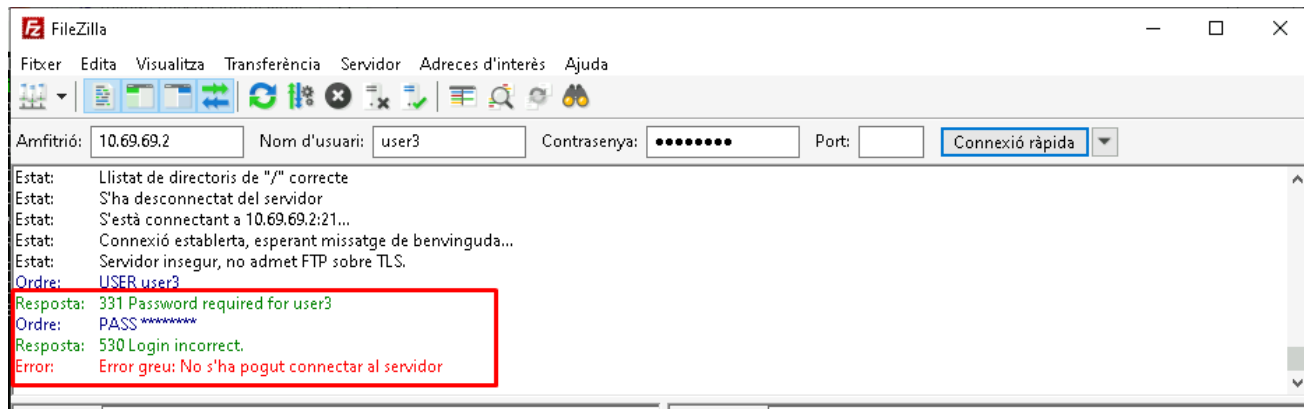 FileZilla
Fitxer Edita Visualitza Transferència Servidor Adreces d'interès Ajuda
Amfitrió: 10.69.69.2 Nom d'usuari: user3 Contrasenya: ●●●●●●●● Port: Connexió ràpida
Estat: Llistat de directoris de "/" correcte
Estat: S'ha desconnectat del servidor
Estat: S'està connectant a 10.69.69.2:21...
Estat: Connexió establerta, esperant missatge de benvinguda...
Estat: Servidor insegur, no admet FTP sobre TLS.
Ordre: USER user3
Resposta: 331 Password required for user3
Ordre: PASS ********
Resposta: 530 Login incorrect.
Error: Error greu: No s'ha pogut connectar al servidor